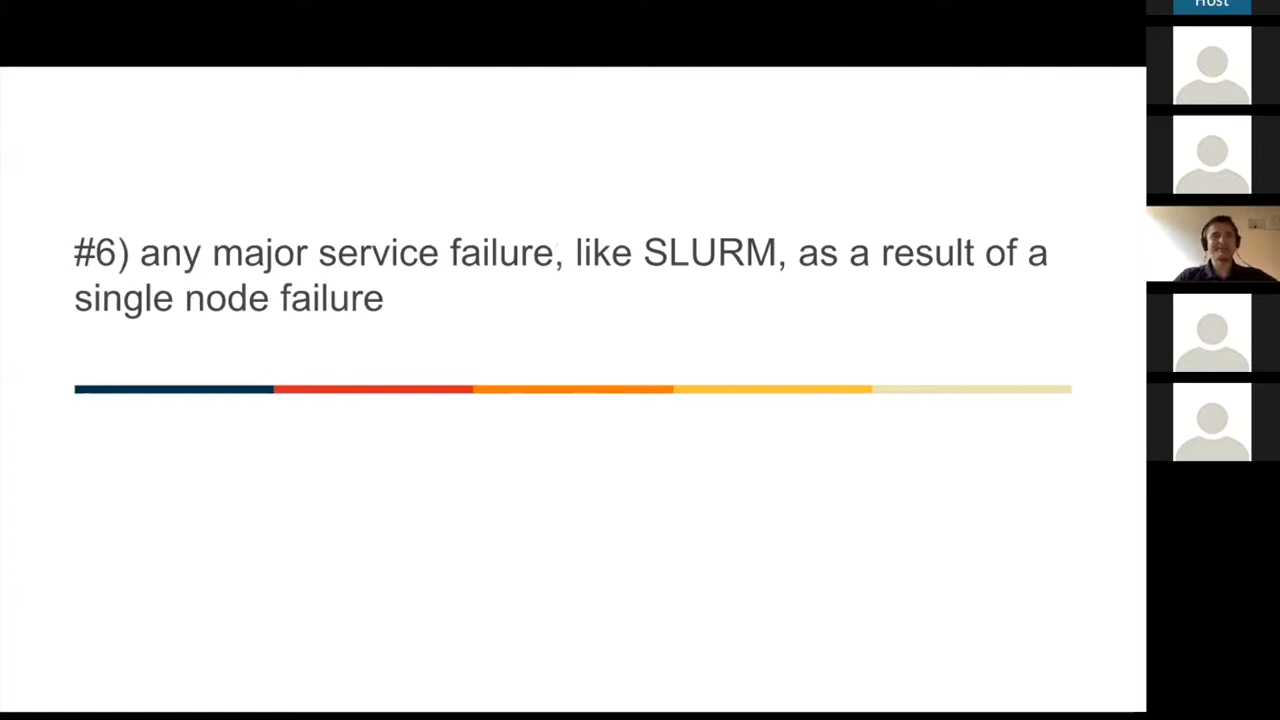 Host
#6) any major service failure, like SLURM, as a result of a
single node failure